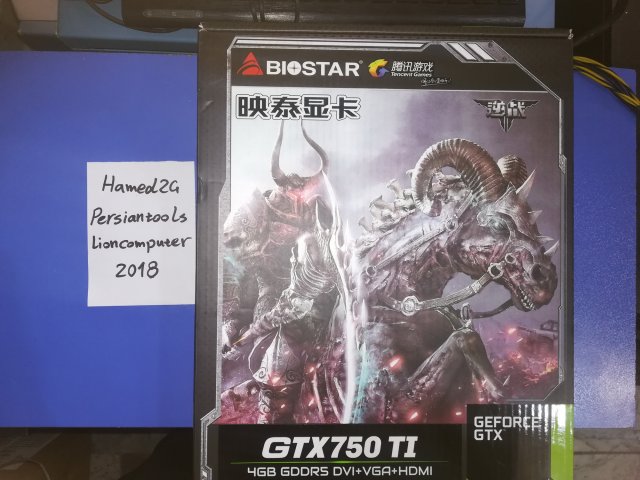 BIOSTAR
腾讯游戏
Tencent Games
映泰显卡
逆战
Hamed2G
Persiantools
Lioncomputer
2018
GEFORCE
GTX
GTX750 TI
4GB GDDR5 DVI+VGA+HDMI